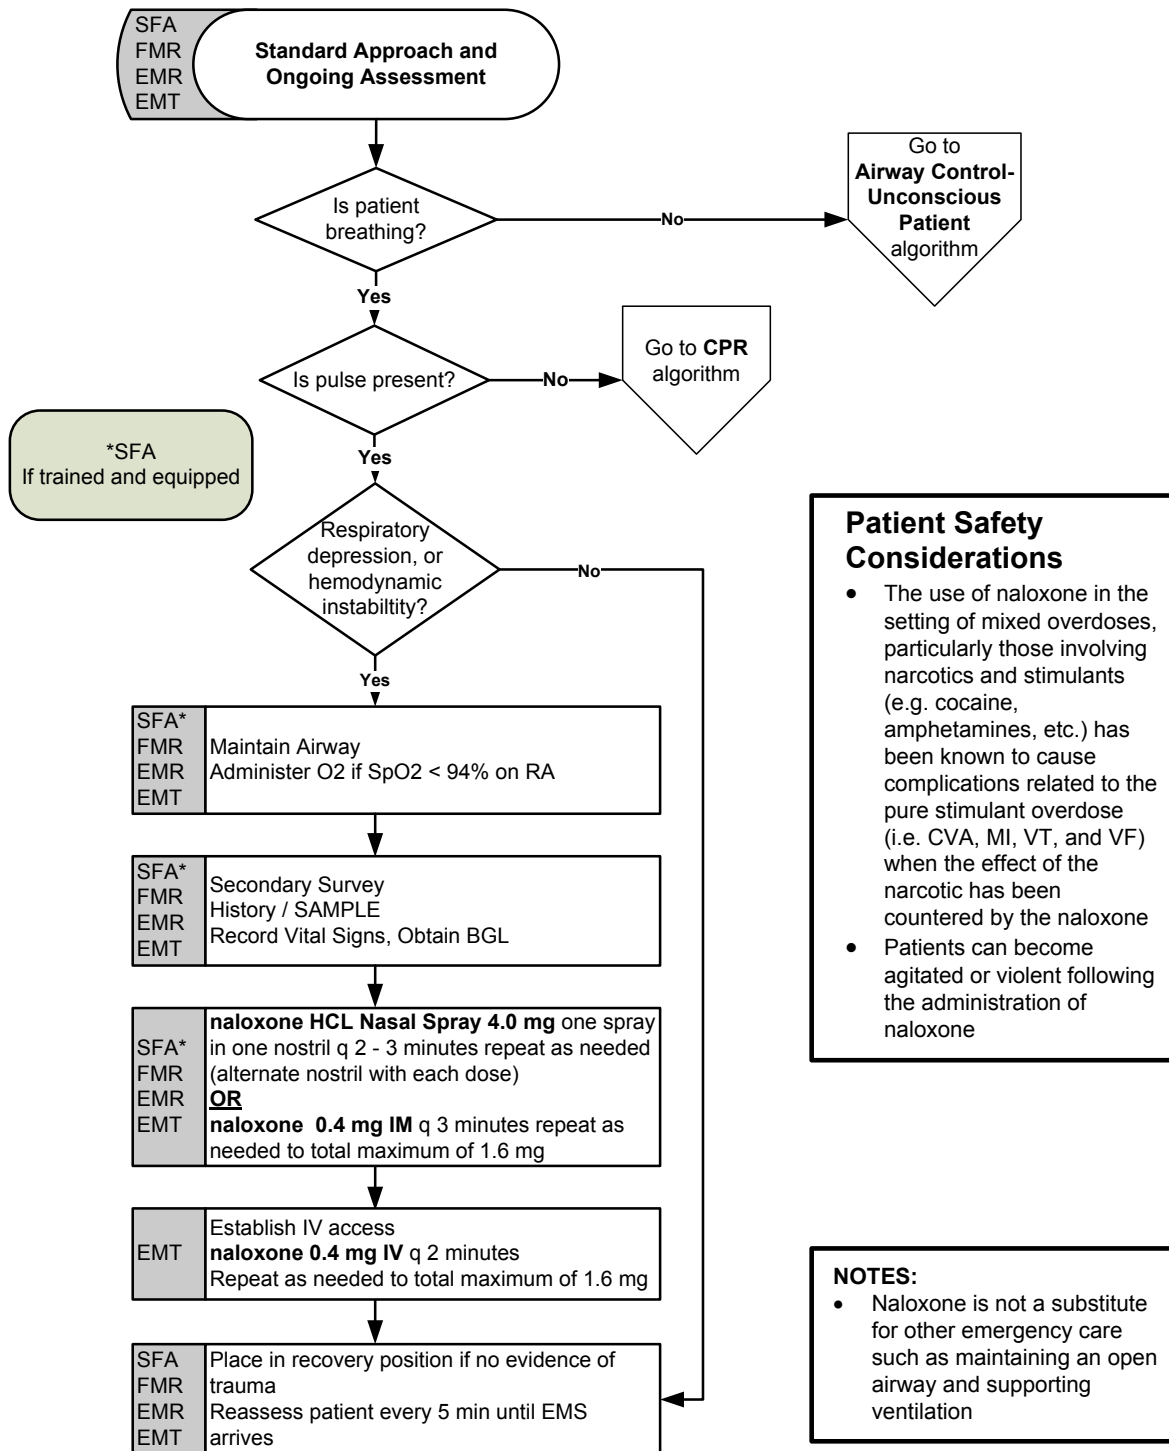 SFA
FMR
EMR
EMT
Standard Approach and
Ongoing Assessment
Is patient
breathing?
No
Go to
Airway Control-
Unconscious
Patient
algorithm
Yes
Is pulse present?
No
Go to CPR
algorithm
*SFA
If trained and equipped
Yes
Respiratory
depression, or
hemodynamic
instabiltity?
No
Yes
SFA*
FMR
EMR
EMT
Maintain Airway
Administer O2 if SpO2 < 94% on RA
SFA*
FMR
EMR
EMT
Secondary Survey
History / SAMPLE
Record Vital Signs, Obtain BGL
SFA*
FMR
EMR
EMT
naloxone HCL Nasal Spray 4.0 mg one spray
in one nostril q 2 - 3 minutes repeat as needed
(alternate nostril with each dose)
OR
naloxone 0.4 mg IM q 3 minutes repeat as
needed to total maximum of 1.6 mg
EMT
Establish IV access
naloxone 0.4 mg IV q 2 minutes
Repeat as needed to total maximum of 1.6 mg
SFA
FMR
EMR
EMT
Place in recovery position if no evidence of
trauma
Reassess patient every 5 min until EMS
arrives
Patient Safety
Considerations
• The use of naloxone in the
setting of mixed overdoses,
particularly those involving
narcotics and stimulants
(e.g. cocaine,
amphetamines, etc.) has
been known to cause
complications related to the
pure stimulant overdose
(i.e. CVA, MI, VT, and VF)
when the effect of the
narcotic has been
countered by the naloxone
• Patients can become
agitated or violent following
the administration of
naloxone
NOTES:
• Naloxone is not a substitute
for other emergency care
such as maintaining an open
airway and supporting
ventilation